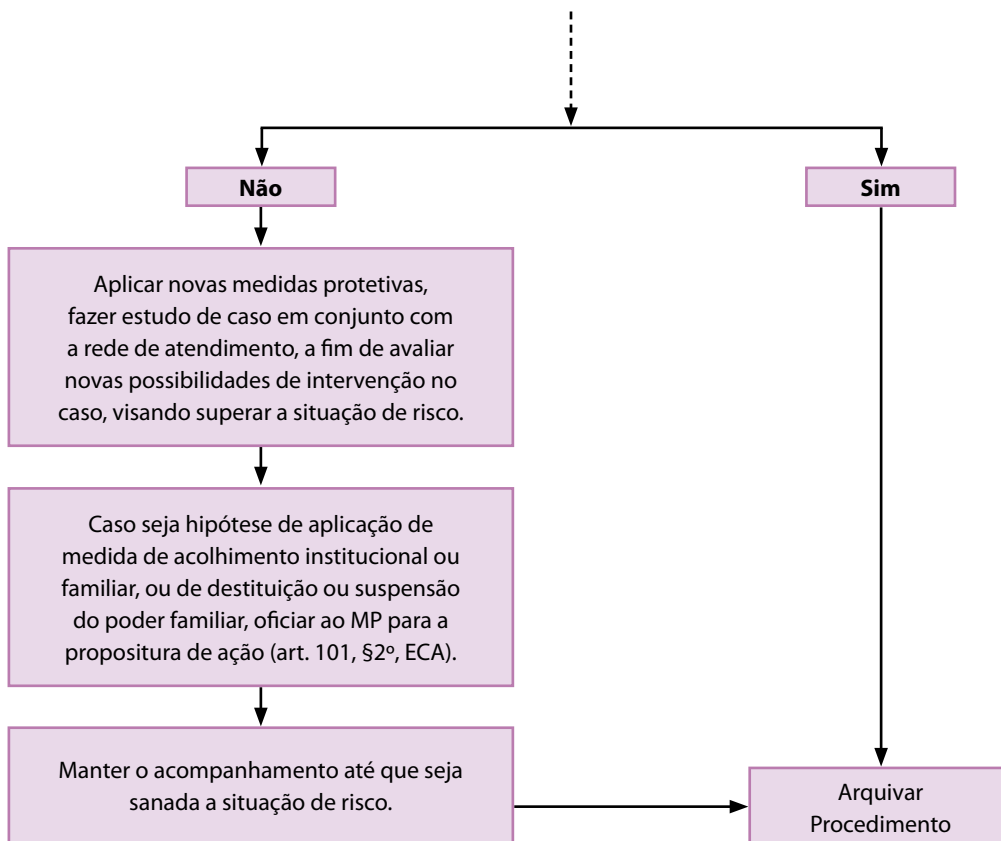 Não
Sim
Aplicar novas medidas protetivas,
fazer estudo de caso em conjunto com
a rede de atendimento, a fim de avaliar
novas possibilidades de intervenção no
caso, visando superar a situação de risco.
Caso seja hipótese de aplicação de
medida de acolhimento institucional ou
familiar, ou de destituição ou suspensão
do poder familiar, oficiar ao MP para a
propositura de ação (art. 101, §2º, ECA).
Manter o acompanhamento até que seja
sanada a situação de risco.
Arquivar
Procedimento